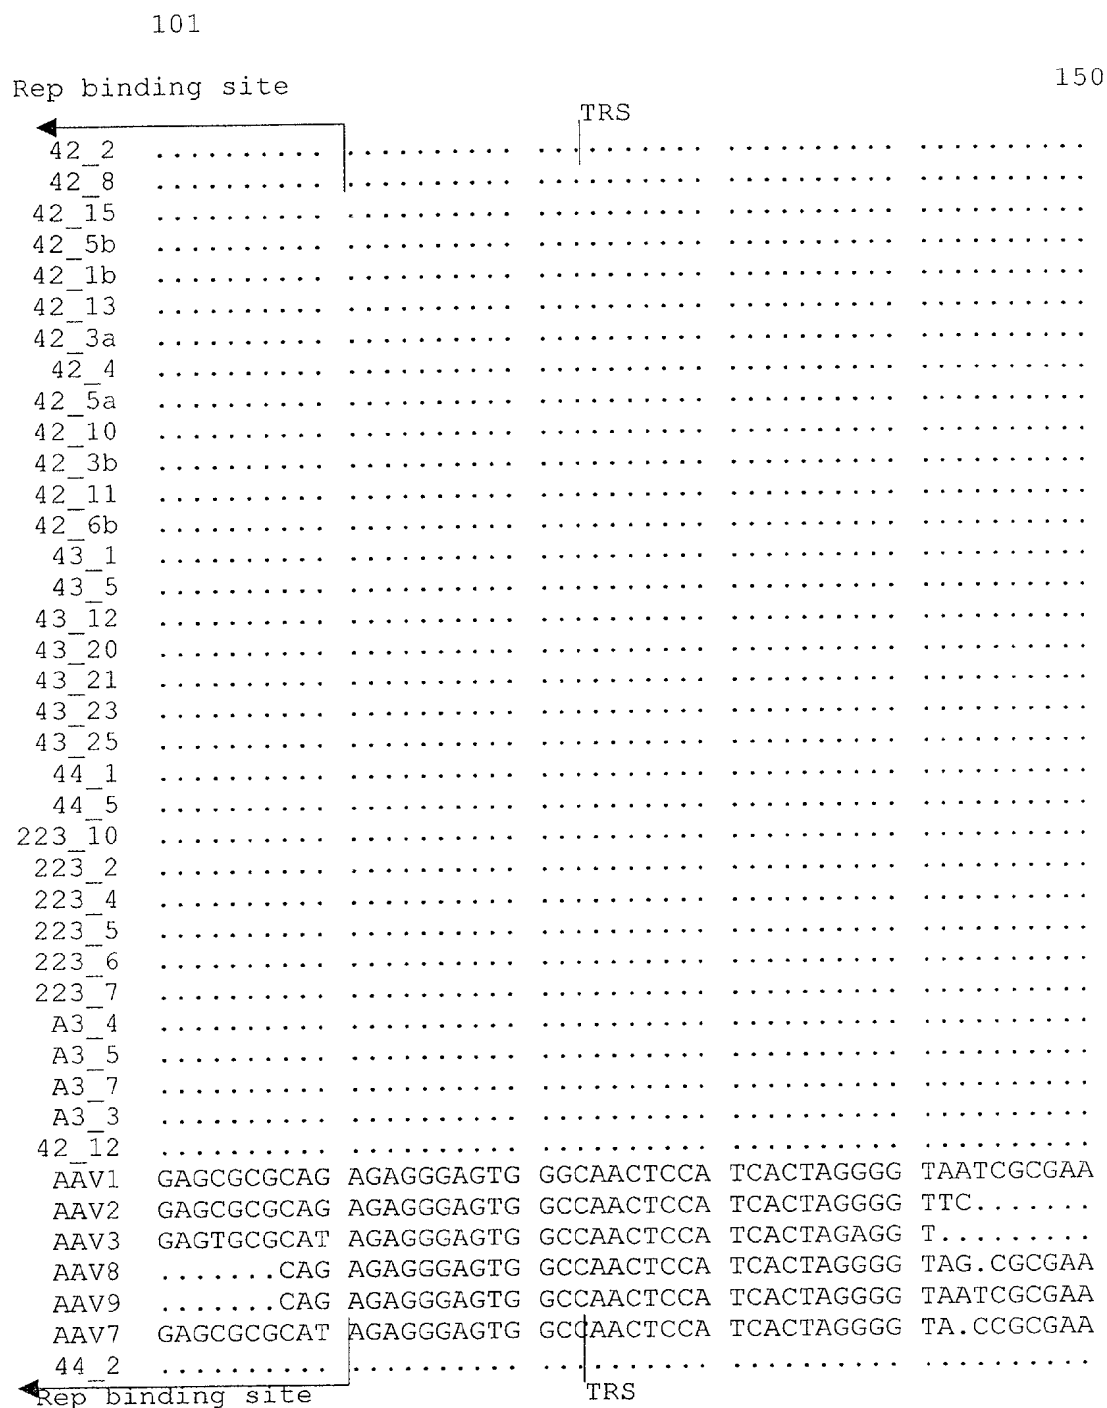 101
Rep binding site 150
TRS
42_2 .......... .......... .......... .......... ..........
42_8 .......... .......... .......... .......... ..........
42_15 .......... .......... .......... .......... ..........
42_5b .......... .......... .......... .......... ..........
42_1b .......... .......... .......... .......... ..........
42_13 .......... .......... .......... .......... ..........
42_3a .......... .......... .......... .......... ..........
42_4 .......... .......... .......... .......... ..........
42_5a .......... .......... .......... .......... ..........
42_10 .......... .......... .......... .......... ..........
42_3b .......... .......... .......... .......... ..........
42_11 .......... .......... .......... .......... ..........
42_6b .......... .......... .......... .......... ..........
43_1 .......... .......... .......... .......... ..........
43_5 .......... .......... .......... .......... ..........
43_12 .......... .......... .......... .......... ..........
43_20 .......... .......... .......... .......... ..........
43_21 .......... .......... .......... .......... ..........
43_23 .......... .......... .......... .......... ..........
43_25 .......... .......... .......... .......... ..........
44_1 .......... .......... .......... .......... ..........
44_5 .......... .......... .......... .......... ..........
223_10 .......... .......... .......... .......... ..........
223_2 .......... .......... .......... .......... ..........
223_4 .......... .......... .......... .......... ..........
223_5 .......... .......... .......... .......... ..........
223_6 .......... .......... .......... .......... ..........
223_7 .......... .......... .......... .......... ..........
A3_4 .......... .......... .......... .......... ..........
A3_5 .......... .......... .......... .......... ..........
A3_7 .......... .......... .......... .......... ..........
A3_3 .......... .......... .......... .......... ..........
42_12 .......... .......... .......... .......... ..........
AAV1 GAGCGCGCAG AGAGGGAGTG GGCAACTCCA TCACTAGGGG TAATCGCGAA
AAV2 GAGCGCGCAG AGAGGGAGTG GCCAACTCCA TCACTAGGGG TTC.......
AAV3 GAGTGCGCAT AGAGGGAGTG GCCAACTCCA TCACTAGAGG T.........
AAV8 .......CAG AGAGGGAGTG GCCAACTCCA TCACTAGGGG TAG.CGCGAA
AAV9 .......CAG AGAGGGAGTG GCCAACTCCA TCACTAGGGG TAATCGCGAA
AAV7 GAGCGCGCAT AGAGGGAGTG GCCAACTCCA TCACTAGGGG TA.CCGCGAA
44_2 .......... .......... .......... .......... ..........
Rep binding site TRS